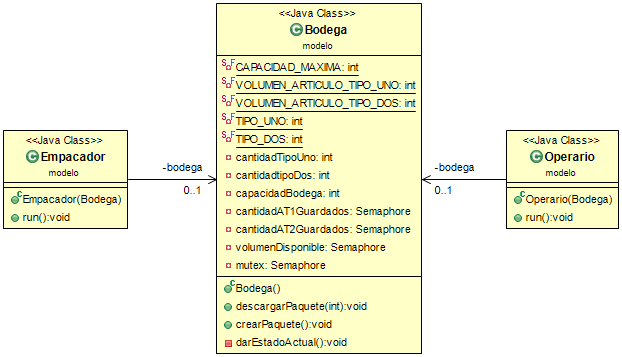 <<Java Class>>
Bodega
modelo
CAPACIDAD_MAXIMA: int
VOLUMEN_ARTICULO_TIPO_UNO: int
VOLUMEN_ARTICULO_TIPO_DOS: int
TIPO_UNO: int
TIPO_DOS: int
cantidadTipoUno: int
cantidadtipoDos: int
capacidadBodega: int
cantidadAT1Guardados: Semaphore
cantidadAT2Guardados: Semaphore
volumenDisponible: Semaphore
mutex: Semaphore
Bodega()
descargarPaquete(int):void
crearPaquete():void
darEstadoActual():void
<<Java Class>>
Empacador
modelo
Empacador(Bodega)
run():void
-bodega
0..1
<<Java Class>>
Operario
modelo
Operario(Bodega)
run():void
-bodega
0..1